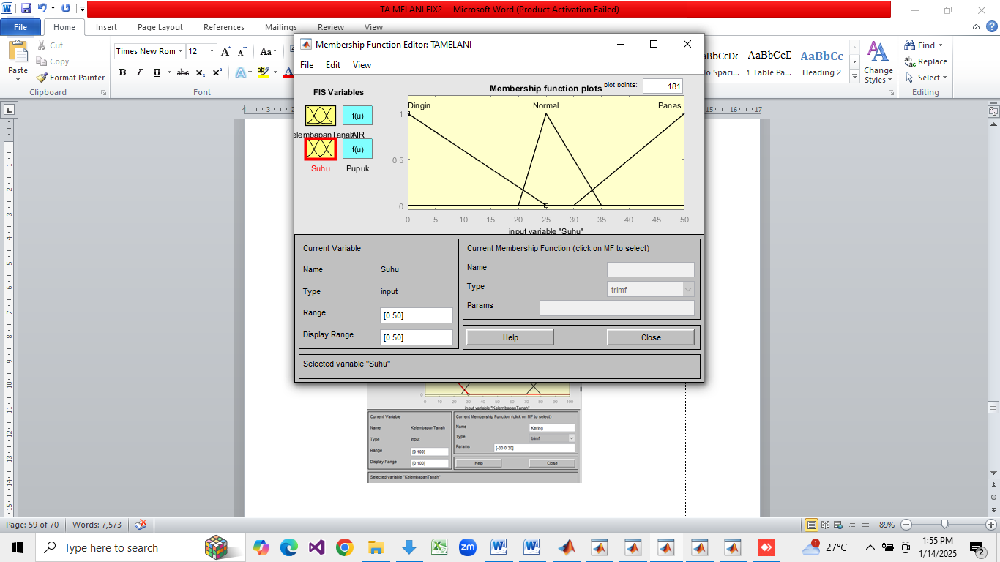 TA MELANI FIX2 - Microsoft Word (Product Activation Failed)
File Home Insert Page Layout References Mailings Review View
Paste
Cut
Copy
Format Painter
Clipboard
Times New Rom 12
Font
AaBbCcDc AaBbCcD AaBbCc
¶ Table Pa... Heading 2
Change
Styles
Find
Replace
Select
Editing
Membership Function Editor: TAMELANI
File Edit View
FIS Variables
f(u)
AIR
f(u)
Suhu Pupuk
Membership function plots plot points: 181
Dingin Normal Panas
1
0.5
0
0 5 10 15 20 25 30 35 40 45 50
input variable "Suhu"
Current Variable
Name Suhu
Type input
Range [0 50]
Display Range [0 50]
Current Membership Function (click on MF to select)
Name
Type trimf
Params
Help Close
Selected variable "Suhu"
0 10 20 30 40 50 60 70 80 90 100
input variable "KelembapanTanah"
Current Variable
Name KelembapanTanah
Type input
Range [0 100]
Display Range [0 100]
Current Membership Function (click on MF to select)
Name Kering
Type trimf
Params [-30 0 30]
Help Close
Selected variable "KelembapanTanah"
Page: 59 of 70 Words: 7,573 89%
Type here to search
27°C
1:55 PM
1/14/2025